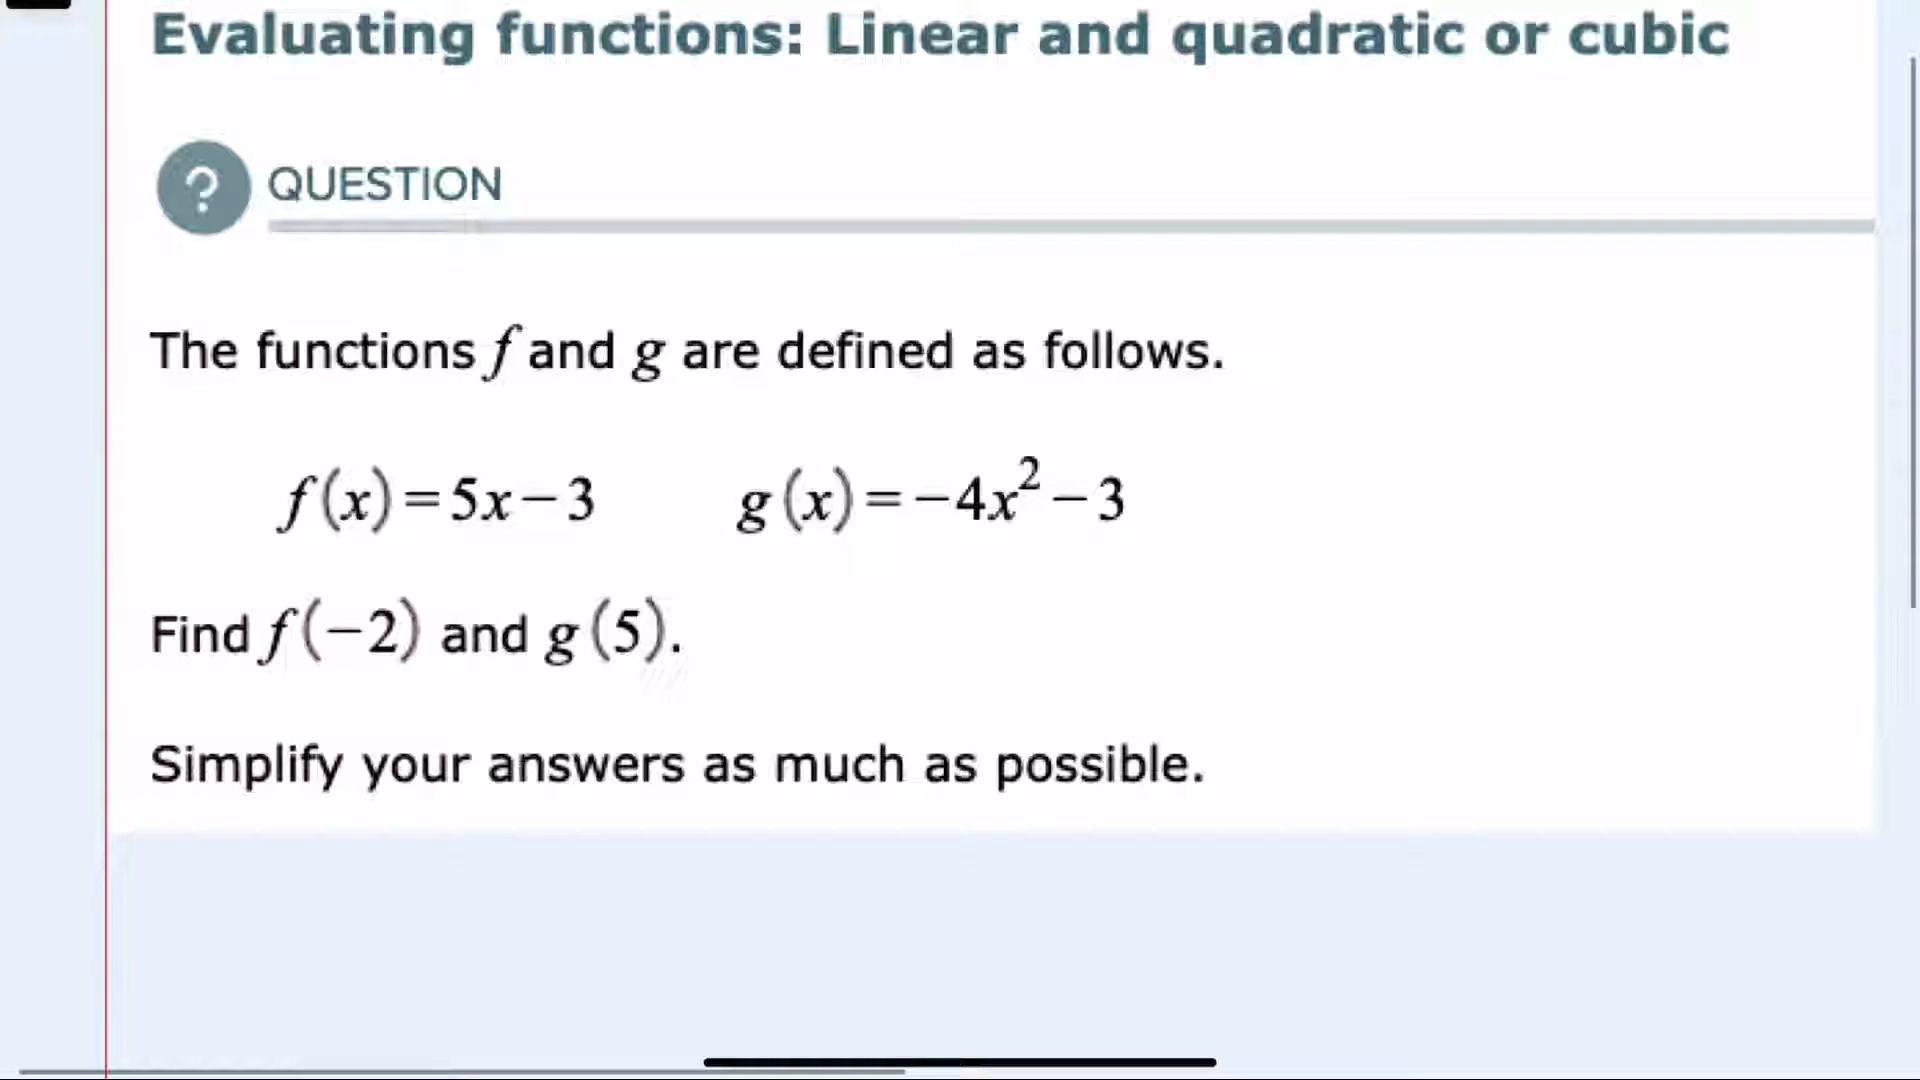 Evaluating functions: Linear and quadratic or cubic
? QUESTION
The functions f and g are defined as follows.
f(x)=5x−3 g(x)=−4x²−3
Find f(−2) and g(5).
Simplify your answers as much as possible.